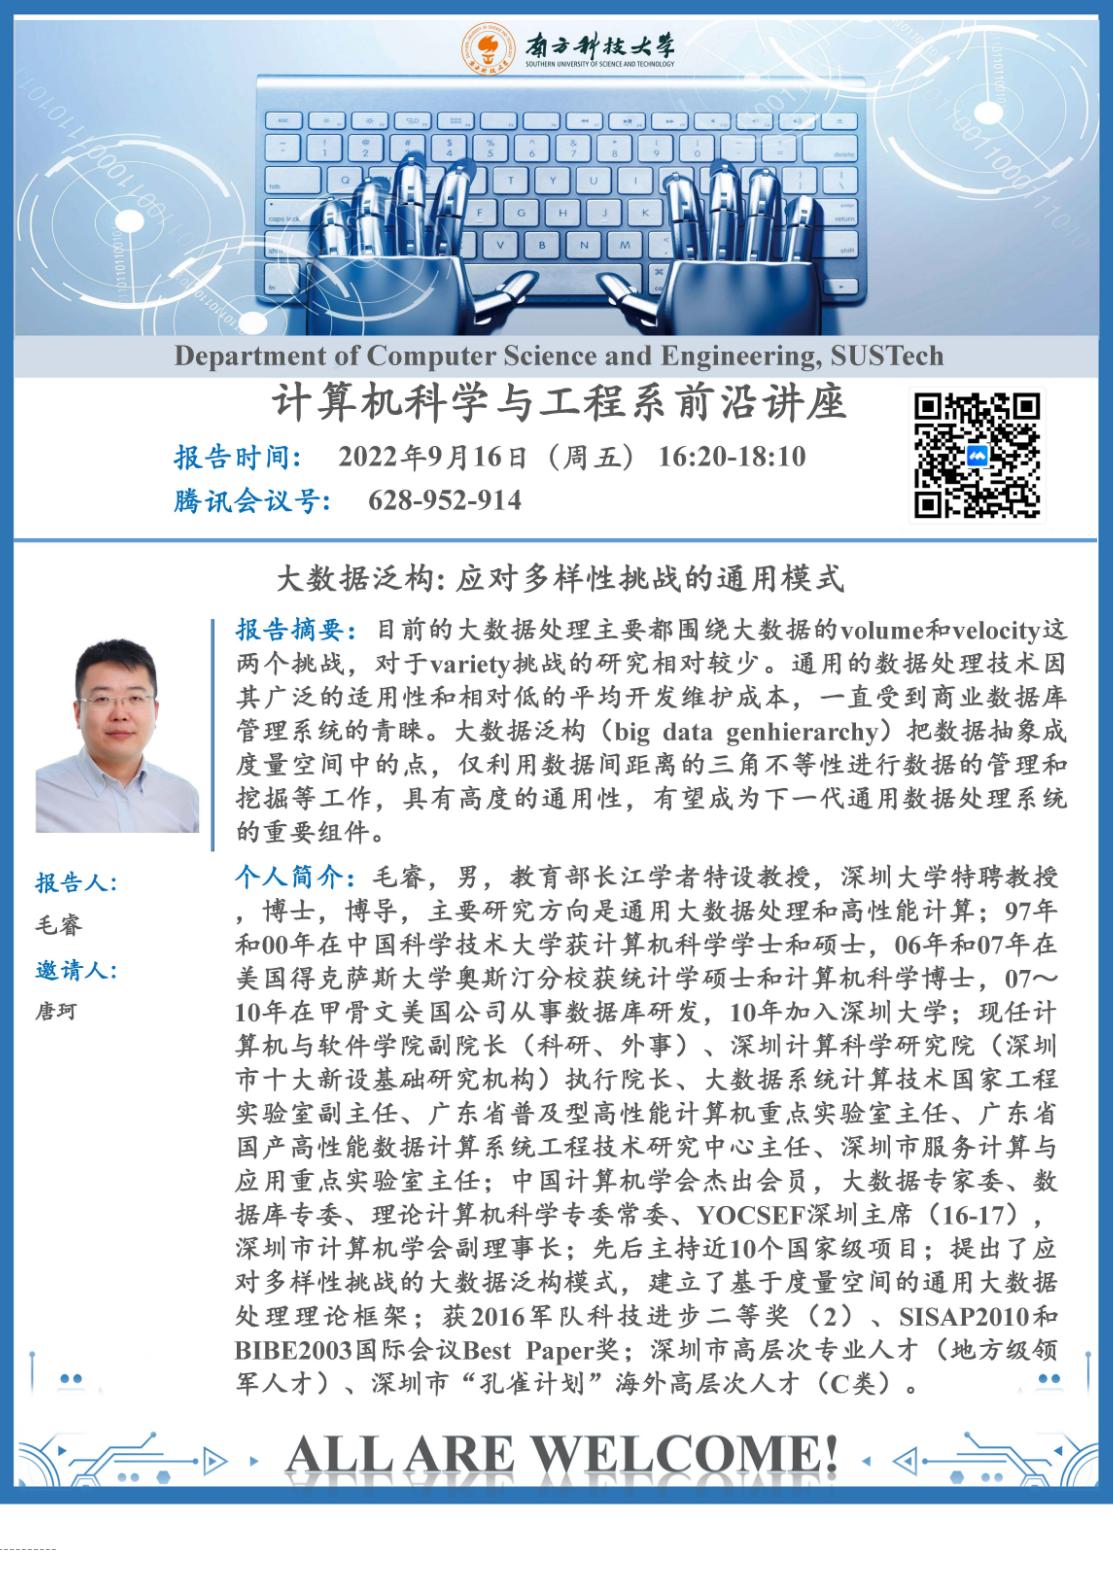 南方科技大学
SOUTHERN UNIVERSITY OF SCIENCE AND TECHNOLOGY
Department of Computer Science and Engineering, SUSTech
计算机科学与工程系前沿讲座
报告时间： 2022年9月16日（周五） 16:20-18:10
腾讯会议号： 628-952-914
大数据泛构: 应对多样性挑战的通用模式
报告摘要：目前的大数据处理主要都围绕大数据的volume和velocity这
两个挑战，对于variety挑战的研究相对较少。通用的数据处理技术因
其广泛的适用性和相对低的平均开发维护成本，一直受到商业数据库
管理系统的青睐。大数据泛构（big data genhierarchy）把数据抽象成
度量空间中的点，仅利用数据间距离的三角不等性进行数据的管理和
挖掘等工作，具有高度的通用性，有望成为下一代通用数据处理系统
的重要组件。
报告人：
毛睿
邀请人：
唐珂
个人简介：毛睿，男，教育部长江学者特设教授，深圳大学特聘教授
，博士，博导，主要研究方向是通用大数据处理和高性能计算；97年
和00年在中国科学技术大学获计算机科学学士和硕士，06年和07年在
美国得克萨斯大学奥斯汀分校获统计学硕士和计算机科学博士，07～
10年在甲骨文美国公司从事数据库研发，10年加入深圳大学；现任计
算机与软件学院副院长（科研、外事）、深圳计算科学研究院（深圳
市十大新设基础研究机构）执行院长、大数据系统计算技术国家工程
实验室副主任、广东省普及型高性能计算机重点实验室主任、广东省
国产高性能数据计算系统工程技术研究中心主任、深圳市服务计算与
应用重点实验室主任；中国计算机学会杰出会员，大数据专家委、数
据库专委、理论计算机科学专委常委、YOCSEF深圳主席（16-17），
深圳市计算机学会副理事长；先后主持近10个国家级项目；提出了应
对多样性挑战的大数据泛构模式，建立了基于度量空间的通用大数据
处理理论框架；获2016军队科技进步二等奖（2）、SISAP2010和
BIBE2003国际会议Best Paper奖；深圳市高层次专业人才（地方级领
军人才）、深圳市“孔雀计划”海外高层次人才（C类）。
ALL ARE WELCOME!